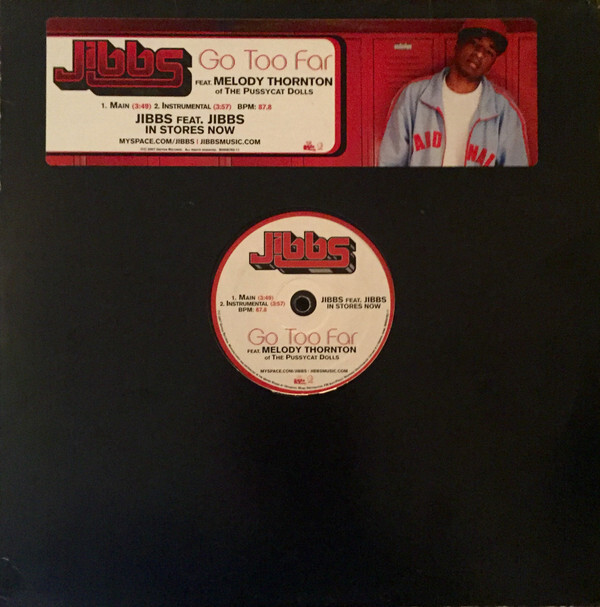 Jibbs
Go Too Far
FEAT. MELODY THORNTON
OF THE PUSSYCAT DOLLS
1. MAIN (3:49) 2. INSTRUMENTAL (3:57) BPM: 87.8
JIBBS FEAT. JIBBS
IN STORES NOW
MYSPACE.COM/JIBBS | JIBBSMUSIC.COM
Jibbs
1. MAIN (3:49)
2. INSTRUMENTAL (3:57)
BPM: 87.8
JIBBS FEAT. JIBBS
IN STORES NOW
Go Too Far
FEAT. MELODY THORNTON
OF THE PUSSYCAT DOLLS
MYSPACE.COM/JIBBS | JIBBSMUSIC.COM